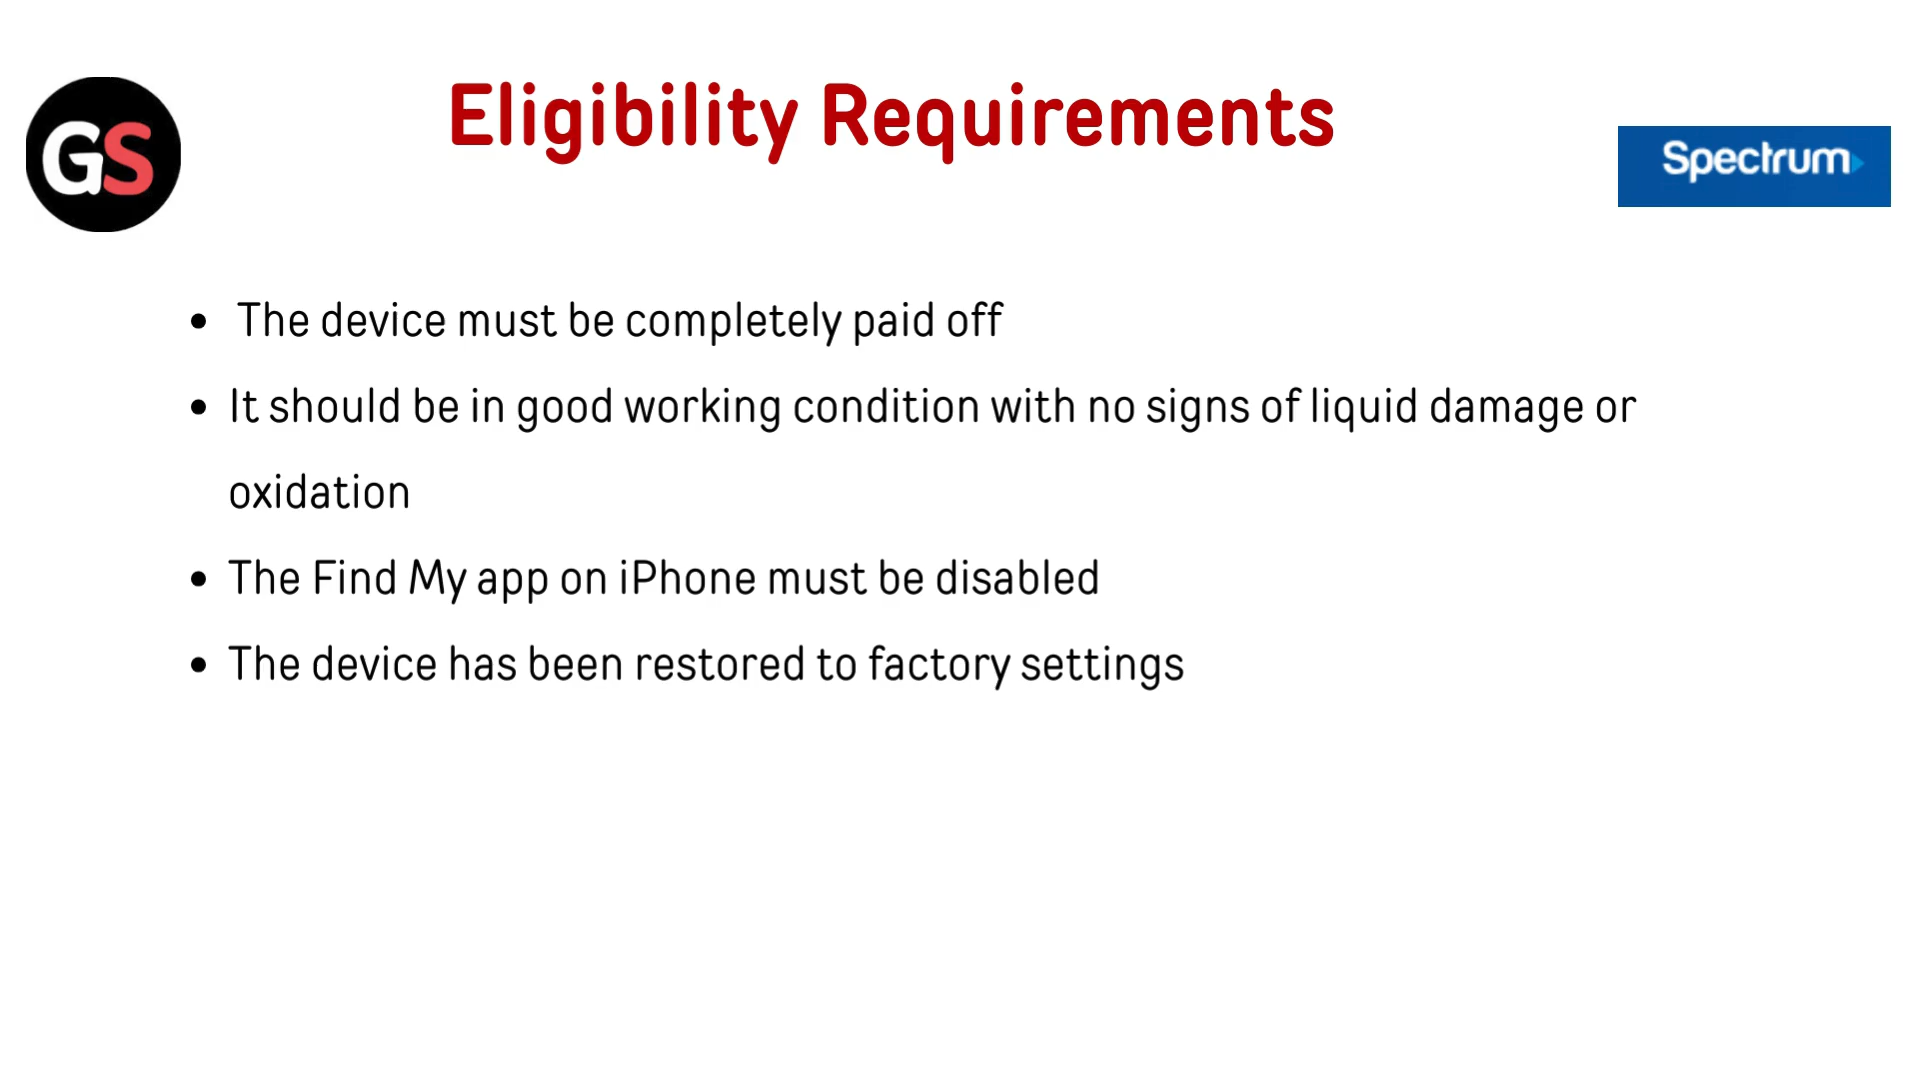 GS
Eligibility Requirements
Spectrum
• The device must be completely paid off
• It should be in good working condition with no signs of liquid damage or
oxidation
• The Find My app on iPhone must be disabled
• The device has been restored to factory settings